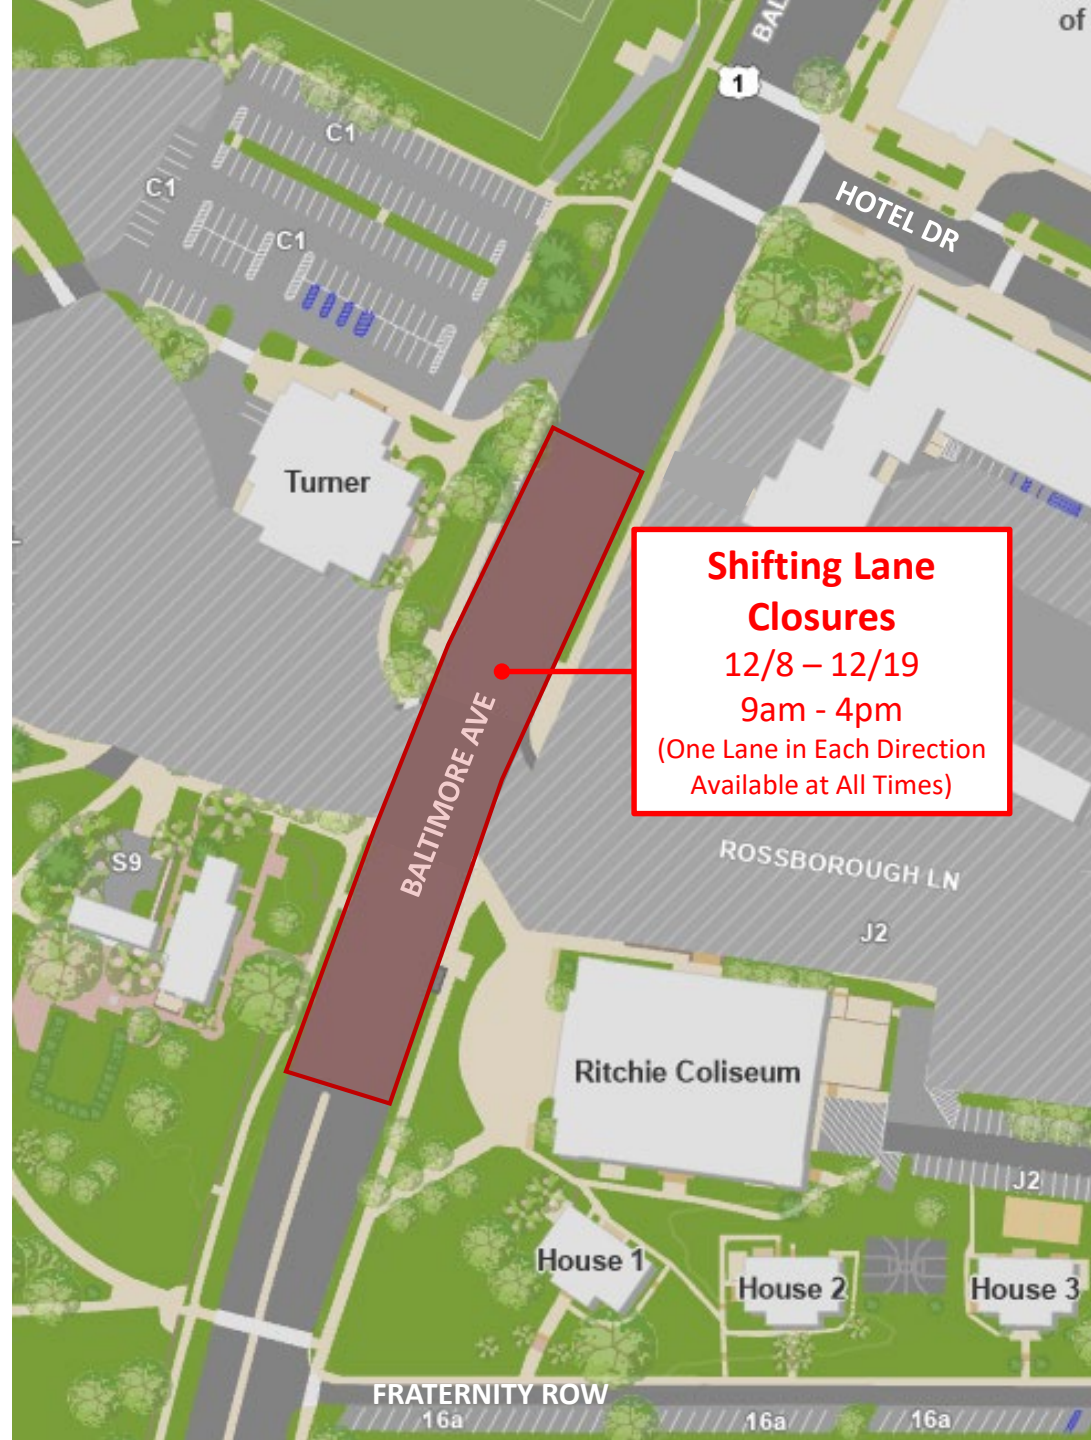 of
BAL
1
C1
C1
HOTEL DR
C1
Turner
Shifting Lane
Closures
12/8 – 12/19
9am - 4pm
(One Lane in Each Direction
Available at All Times)
BALTIMORE AVE
S9
ROSSBOROUGH LN
J2
Ritchie Coliseum
J2
House 1
House 2
House 3
FRATERNITY ROW
16a
16a
16a